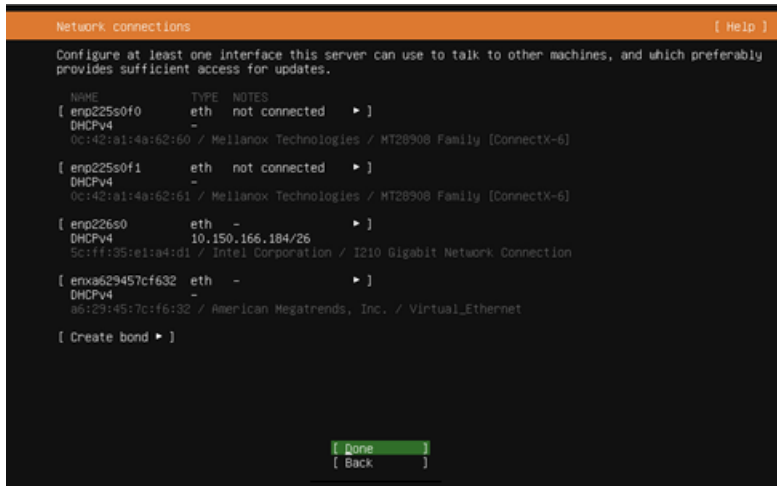 Network connections [ Help ]
Configure at least one interface this server can use to talk to other machines, and which preferably
provides sufficient access for updates.
NAME TYPE NOTES
[ enp225s0f0 eth not connected ▸ ]
DHCPv4 -
0c:42:a1:4a:62:60 / Mellanox Technologies / MT28908 Family [ConnectX-6]
[ enp225s0f1 eth not connected ▸ ]
DHCPv4 -
0c:42:a1:4a:62:61 / Mellanox Technologies / MT28908 Family [ConnectX-6]
[ enp226s0 eth - ▸ ]
DHCPv4 10.150.166.184/26
5c:ff:35:e1:a4:d1 / Intel Corporation / I210 Gigabit Network Connection
[ enxa629457cf632 eth - ▸ ]
DHCPv4 -
a6:29:45:7c:f6:32 / American Megatrends, Inc. / Virtual_Ethernet
[ Create bond ▸ ]
[ Done ]
[ Back ]